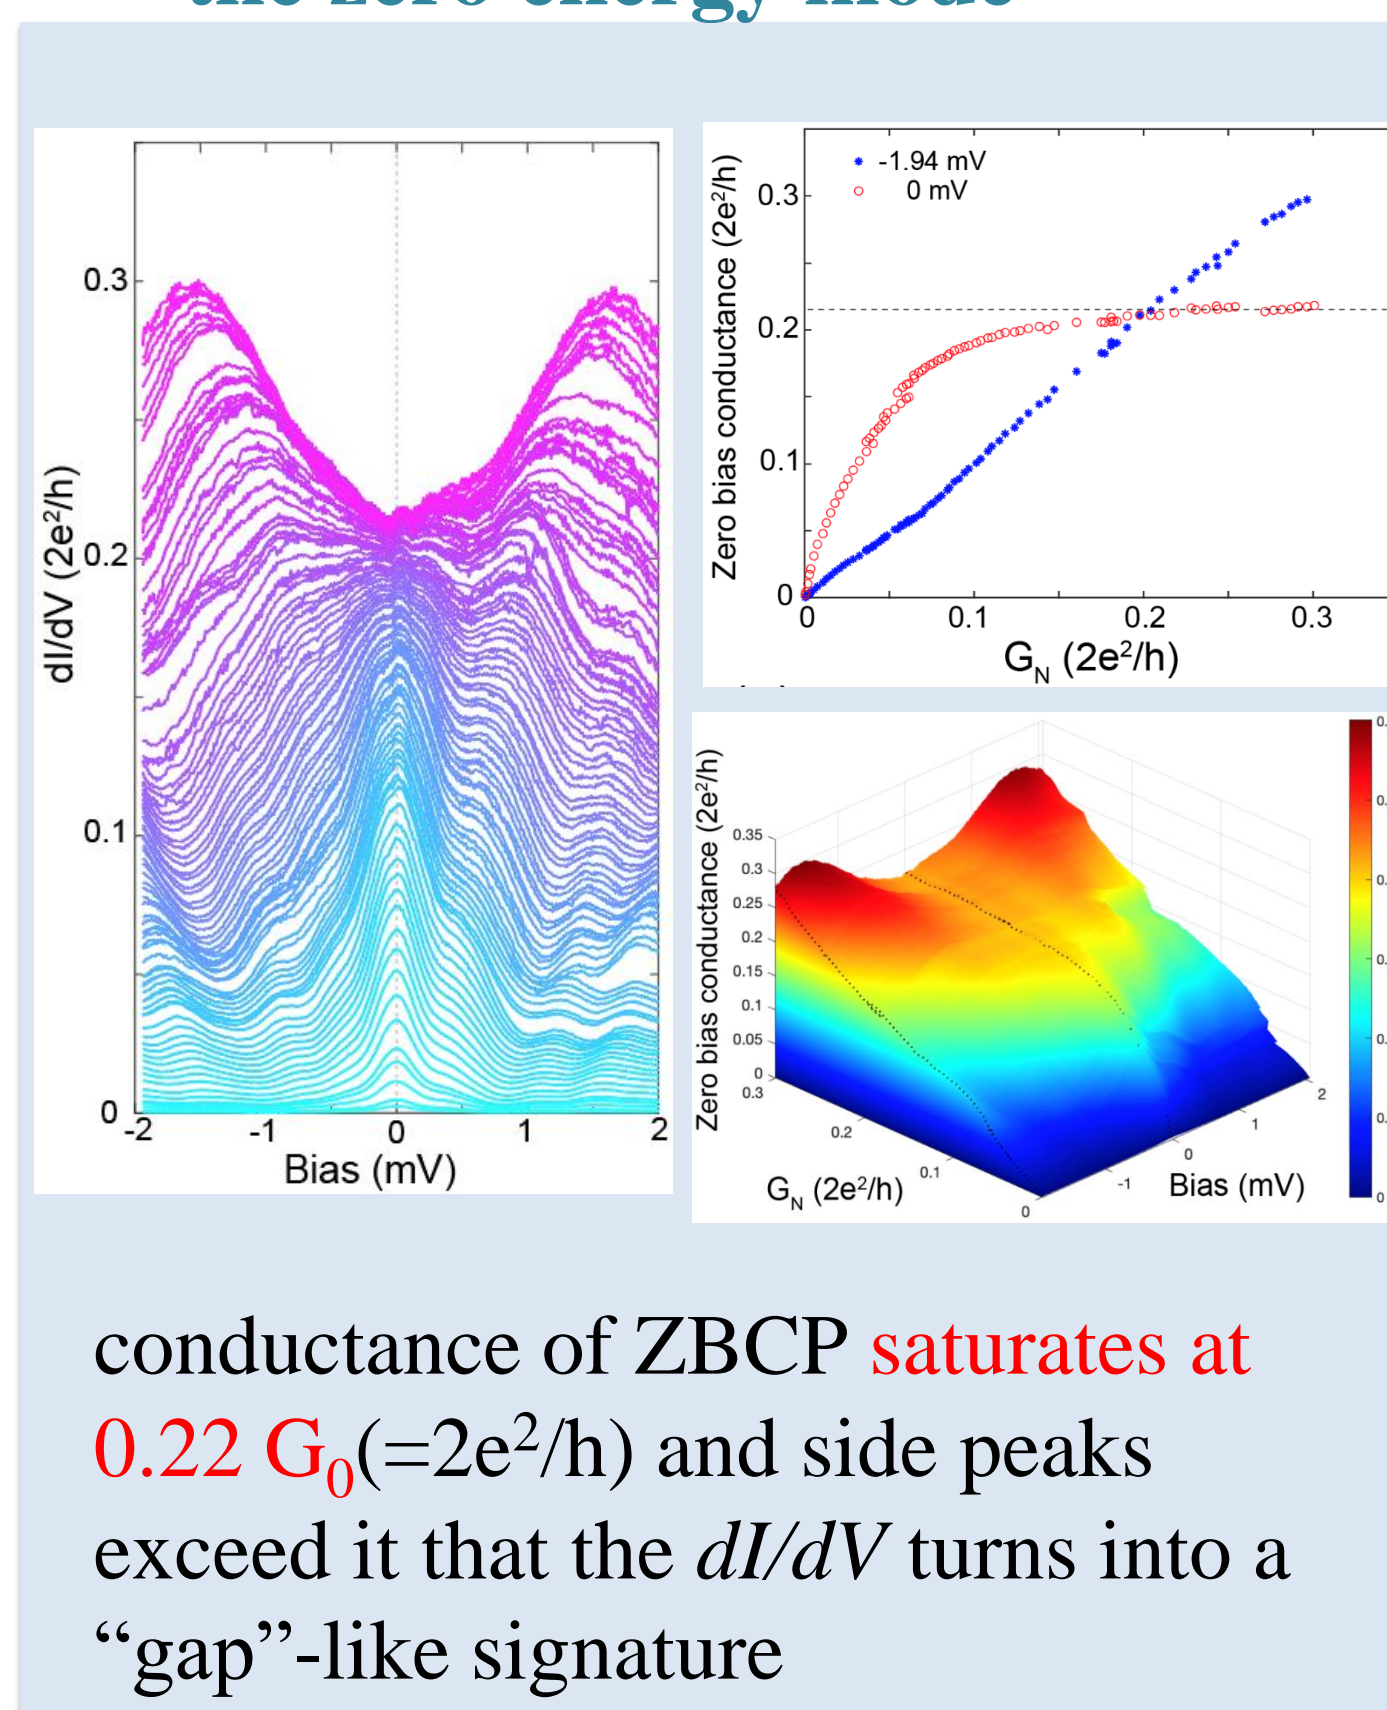 the zero energy mode
0.3
0.2
0.1
0
dI/dV (2e²/h)
-2
-1
0
1
2
Bias (mV)
-1.94 mV
0 mV
Zero bias conductance (2e²/h)
0.3
0.2
0.1
0
0
0.1
0.2
0.3
G_N (2e²/h)
Zero bias conductance (2e²/h)
0.35
0.3
0.25
0.2
0.15
0.1
0.05
0
0.3
0.2
0.1
0
G_N (2e²/h)
-1
0
1
2
Bias (mV)
0
conductance of ZBCP saturates at
0.22 G₀(=2e²/h) and side peaks
exceed it that the dI/dV turns into a
“gap”-like signature